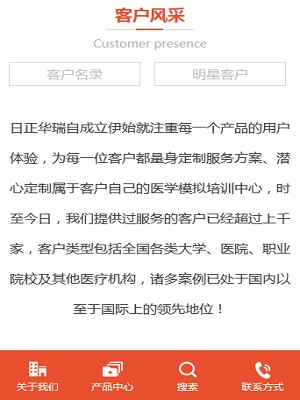 客户风采
Customer presence
客户名录
明星客户
日正华瑞自成立伊始就注重每一个产品的用户
体验，为每一位客户都量身定制服务方案、潜
心定制属于客户自己的医学模拟培训中心，时
至今日，我们提供过服务的客户已经超过上千
家，客户类型包括全国各类大学、医院、职业
院校及其他医疗机构，诸多案例已处于国内以
至于国际上的领先地位！
关于我们
产品中心
搜索
联系方式